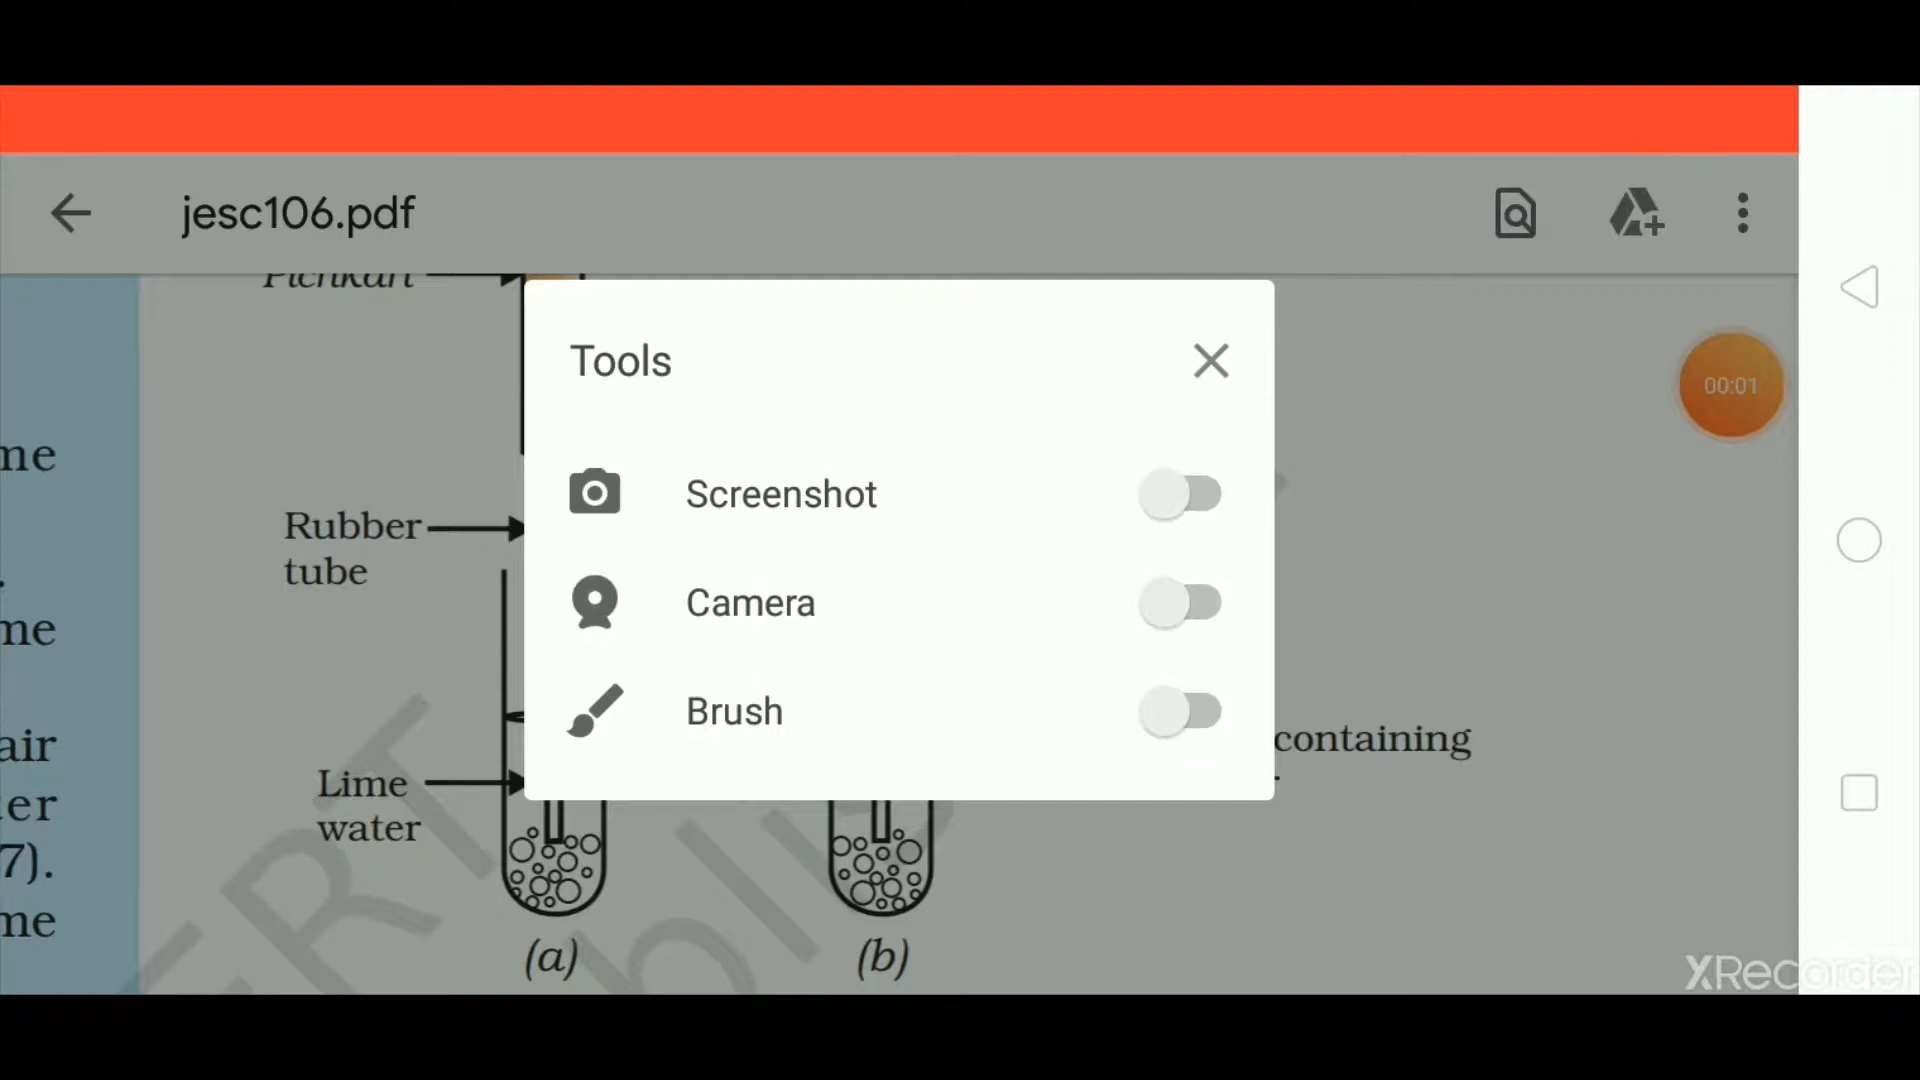 jesc106.pdf
Pichkari
Tools
00:01
me
Screenshot
Rubber
tube
.
Camera
me
Brush
air
containing
Lime
er
water
7).
me
(a)
(b)
XRecorder